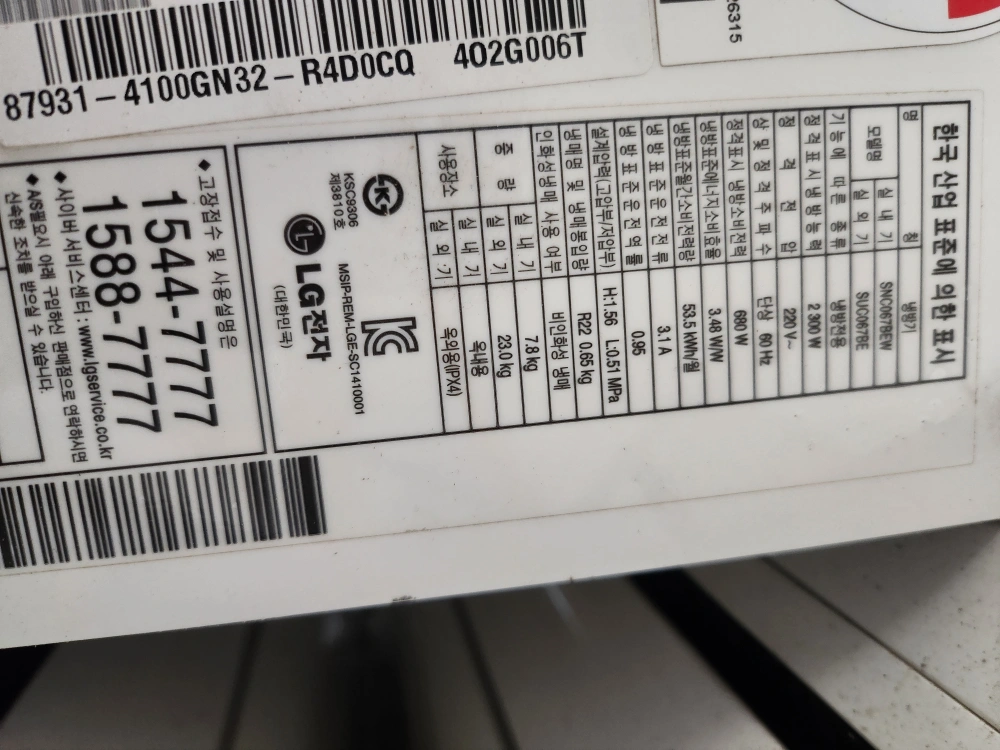 87931-4100GN32-R4D0CQ 402G006T
26315
한국 산업 표준에 의한 표시
명 칭 냉방기
모델명 실 내 기 SNC067BEW
실 외 기 SUC067BE
기능에 따른 종류 냉방전용
정격표시냉방능력 2 300 W
정 격 전 압 220 V~
상 및 정격 주파수 단상 , 60 Hz
정격표시 냉방소비전력 680 W
냉방표준에너지소비효율 3.48 W/W
냉방표준월간소비전력량 53.5 kWh/월
냉방 표준 운전 전류 3.1 A
냉방 표준 운전 역률 0.95
설계압력(고압부/저압부) H:1.56 L:0.51 MPa
냉매명 및 냉매봉입량 R22 0.65 kg
인화성냉매 사용 여부 비인화성 냉매
중 량 실 내 기 7.8 kg
실 외 기 23.0 kg
사용장소 실 내 기 옥내용
실 외 기 옥외용(IPX4)
KSC9306
제3810호
MSIP-REM-LGE-SC1410001
LG전자
(대한민국)
◆ 고장접수 및 사용설명은
1544-7777
1588-7777
◆ 사이버 서비스센터 : www.lgservice.co.kr
◆ A/S필요시 아래 구입하신 판매점으로 연락하시면
신속한 조치를 받으실 수 있습니다.